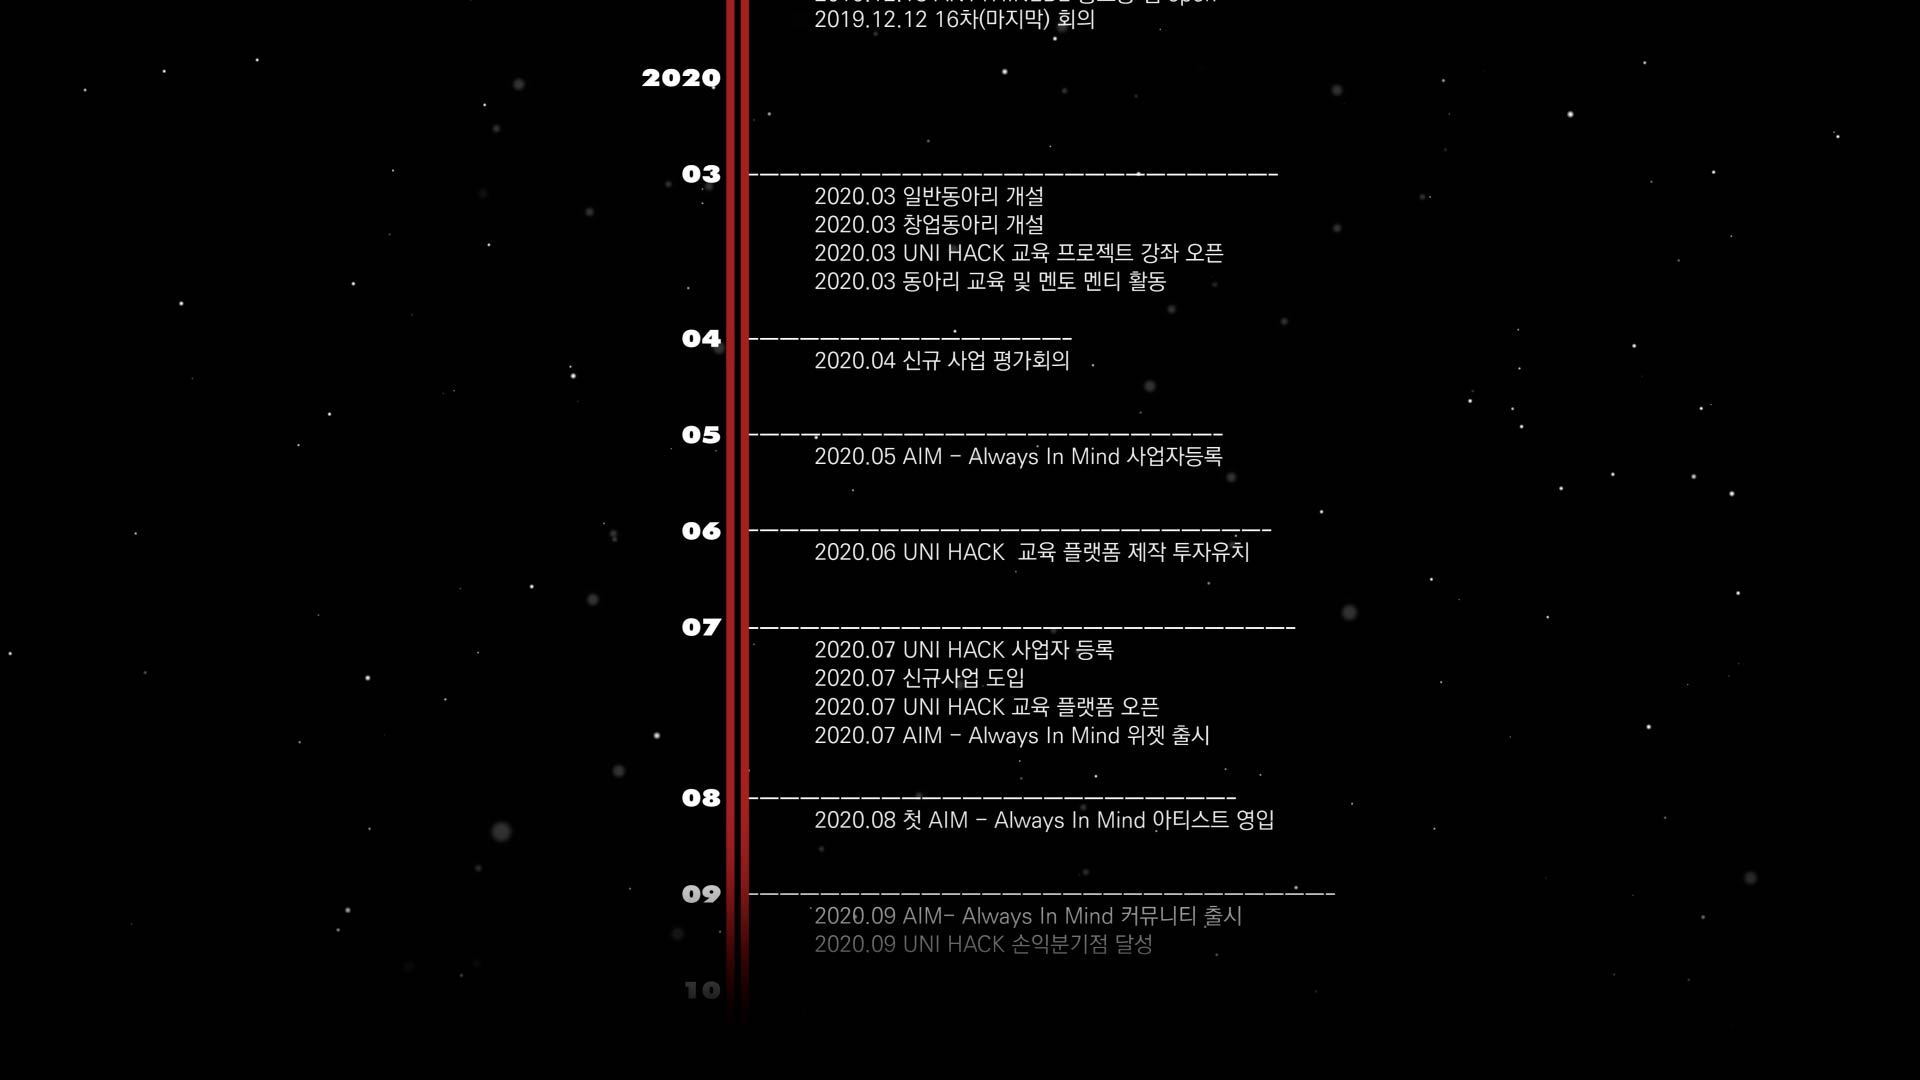 2019.12.12 16차(마지막) 회의
2020
03
2020.03 일반동아리 개설
2020.03 창업동아리 개설
2020.03 UNI HACK 교육 프로젝트 강좌 오픈
2020.03 동아리 교육 및 멘토 멘티 활동
04
2020.04 신규 사업 평가회의
05
2020.05 AIM - Always In Mind 사업자등록
06
2020.06 UNI HACK 교육 플랫폼 제작 투자유치
07
2020.07 UNI HACK 사업자 등록
2020.07 신규사업 도입
2020.07 UNI HACK 교육 플랫폼 오픈
2020.07 AIM - Always In Mind 위젯 출시
08
2020.08 첫 AIM - Always In Mind 아티스트 영입
09
2020.09 AIM- Always In Mind 커뮤니티 출시
2020.09 UNI HACK 손익분기점 달성
10